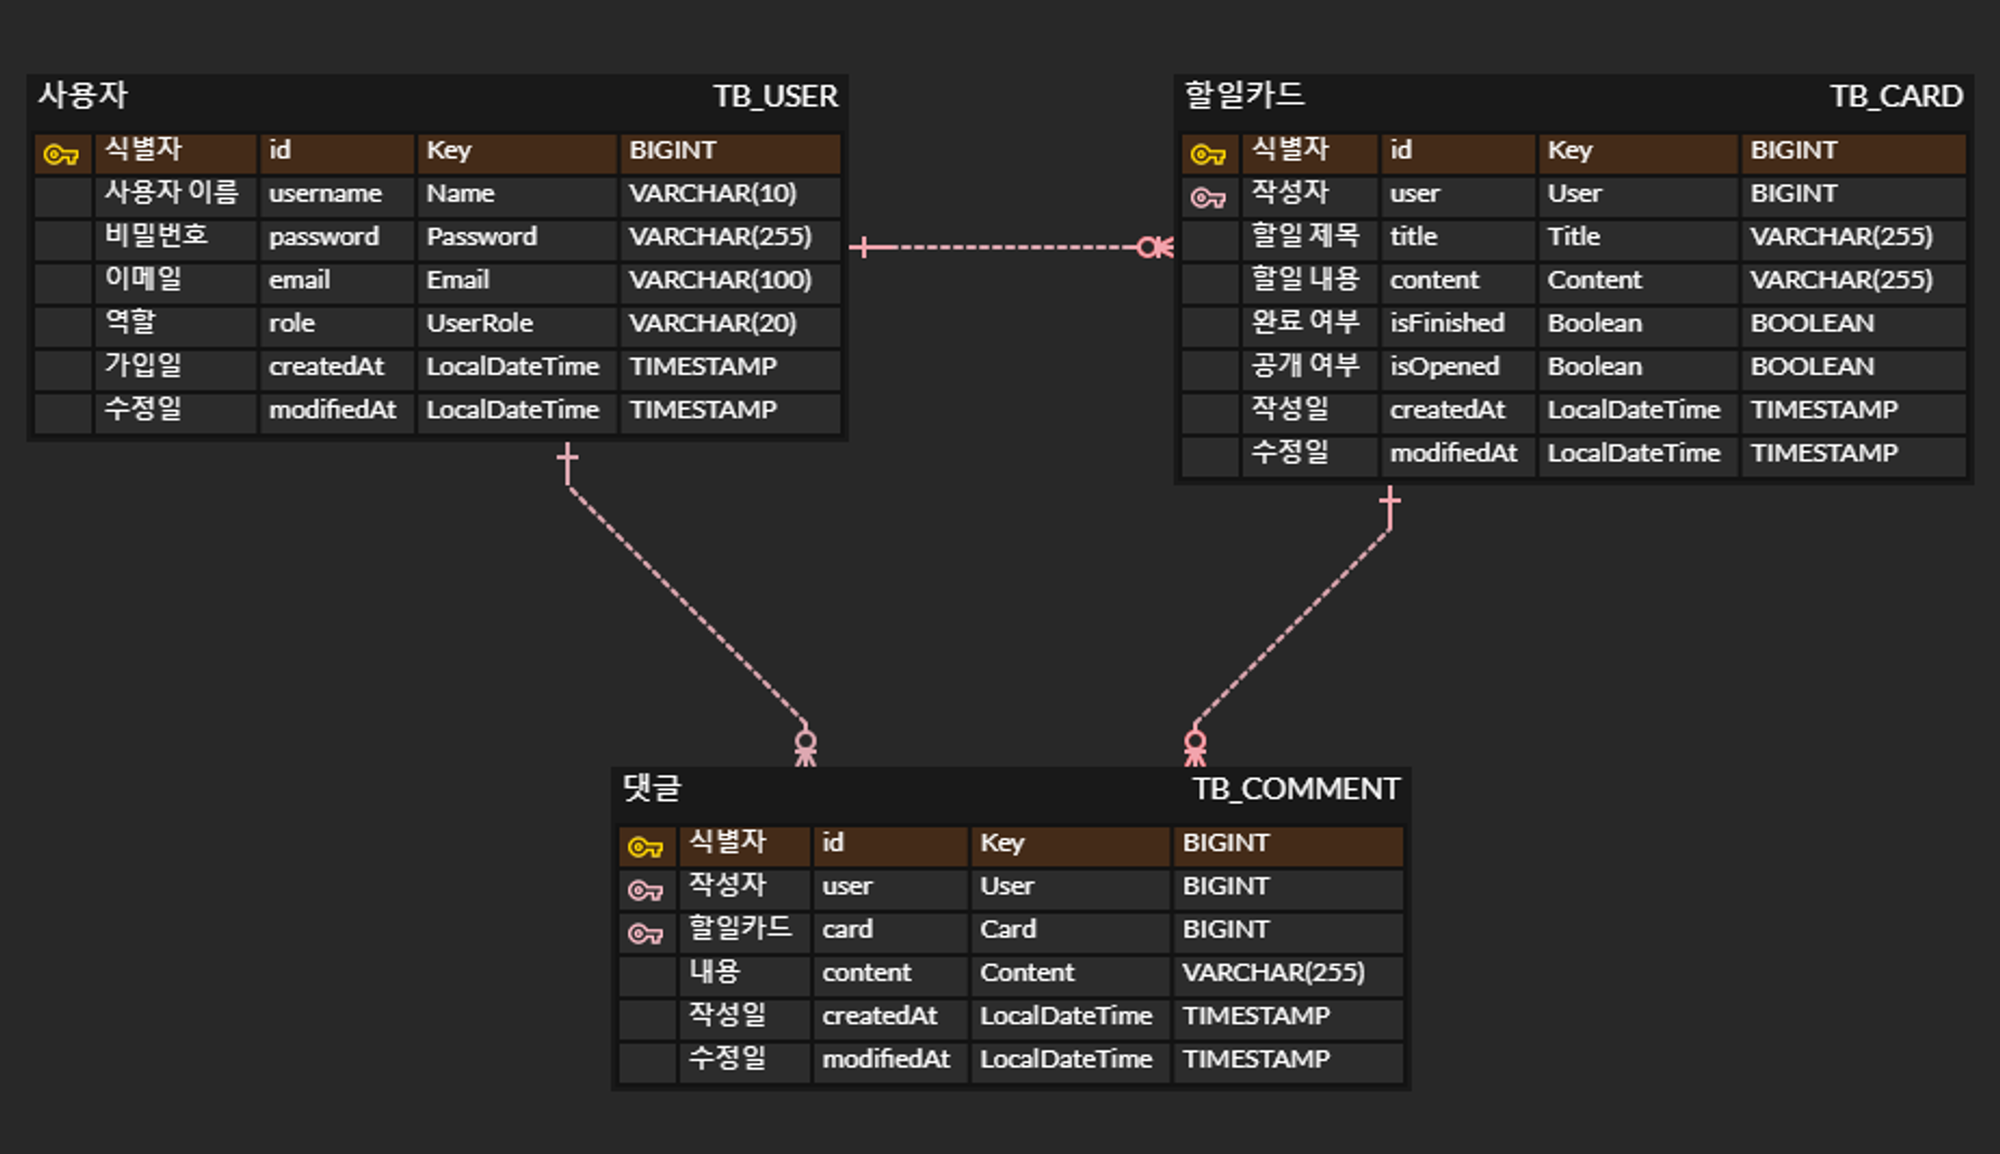 사용자 TB_USER
식별자 id Key BIGINT
사용자 이름 username Name VARCHAR(10)
비밀번호 password Password VARCHAR(255)
이메일 email Email VARCHAR(100)
역할 role UserRole VARCHAR(20)
가입일 createdAt LocalDateTime TIMESTAMP
수정일 modifiedAt LocalDateTime TIMESTAMP
할일카드 TB_CARD
식별자 id Key BIGINT
작성자 user User BIGINT
할일 제목 title Title VARCHAR(255)
할일 내용 content Content VARCHAR(255)
완료 여부 isFinished Boolean BOOLEAN
공개 여부 isOpened Boolean BOOLEAN
작성일 createdAt LocalDateTime TIMESTAMP
수정일 modifiedAt LocalDateTime TIMESTAMP
댓글 TB_COMMENT
식별자 id Key BIGINT
작성자 user User BIGINT
할일카드 card Card BIGINT
내용 content Content VARCHAR(255)
작성일 createdAt LocalDateTime TIMESTAMP
수정일 modifiedAt LocalDateTime TIMESTAMP